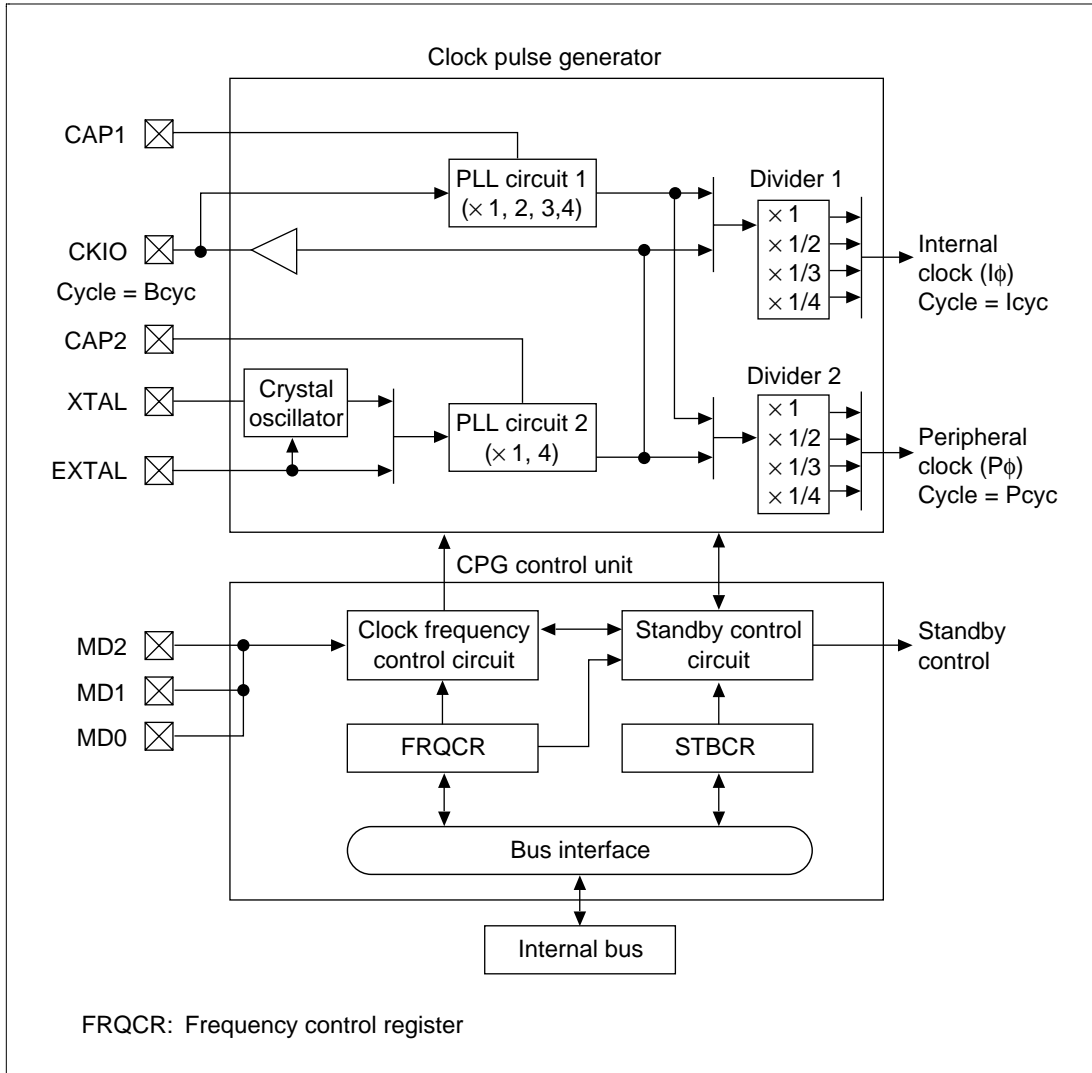 Clock pulse generator
CAP1
PLL circuit 1
(× 1, 2, 3,4)
CKIO
Cycle = Bcyc
Divider 1
× 1
× 1/2
× 1/3
× 1/4
Internal
clock (Iϕ)
Cycle = Icyc
CAP2
XTAL
Crystal
oscillator
EXTAL
PLL circuit 2
(× 1, 4)
Divider 2
× 1
× 1/2
× 1/3
× 1/4
Peripheral
clock (Pϕ)
Cycle = Pcyc
CPG control unit
MD2
MD1
MD0
Clock frequency
control circuit
Standby control
circuit
Standby
control
FRQCR
STBCR
Bus interface
Internal bus
FRQCR: Frequency control register